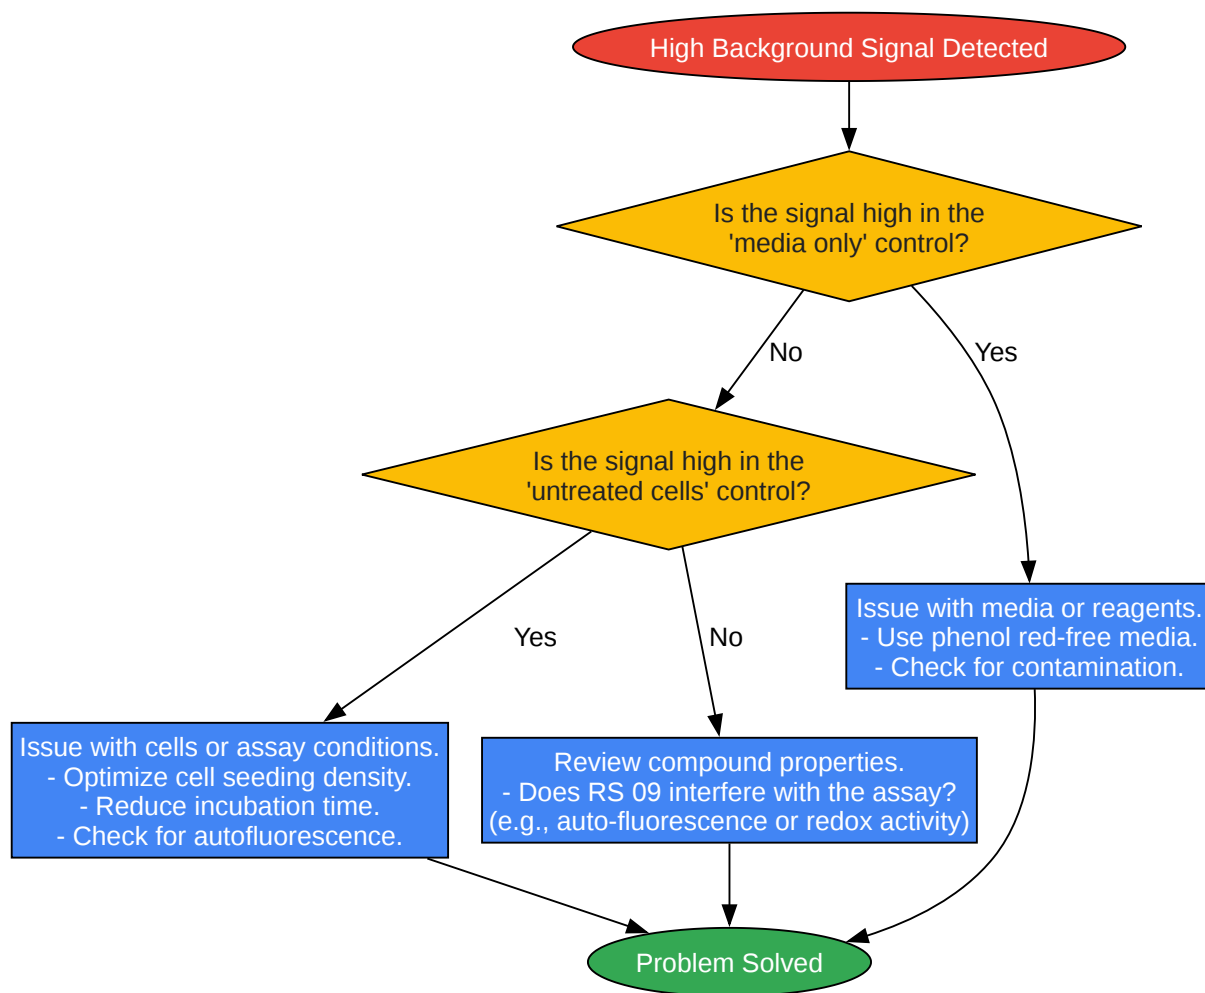 High Background Signal Detected
Is the signal high in the
'media only' control?
No
Yes
Is the signal high in the
'untreated cells' control?
Yes
No
Issue with media or reagents.
- Use phenol red-free media.
- Check for contamination.
Issue with cells or assay conditions.
- Optimize cell seeding density.
- Reduce incubation time.
- Check for autofluorescence.
Review compound properties.
- Does RS 09 interfere with the assay?
(e.g., auto-fluorescence or redox activity)
Problem Solved